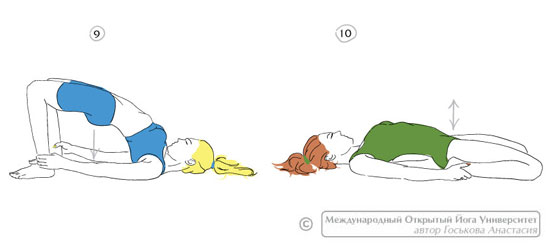 9
10
© Международный Открытый Йога Университет
автор Госькова Анастасия